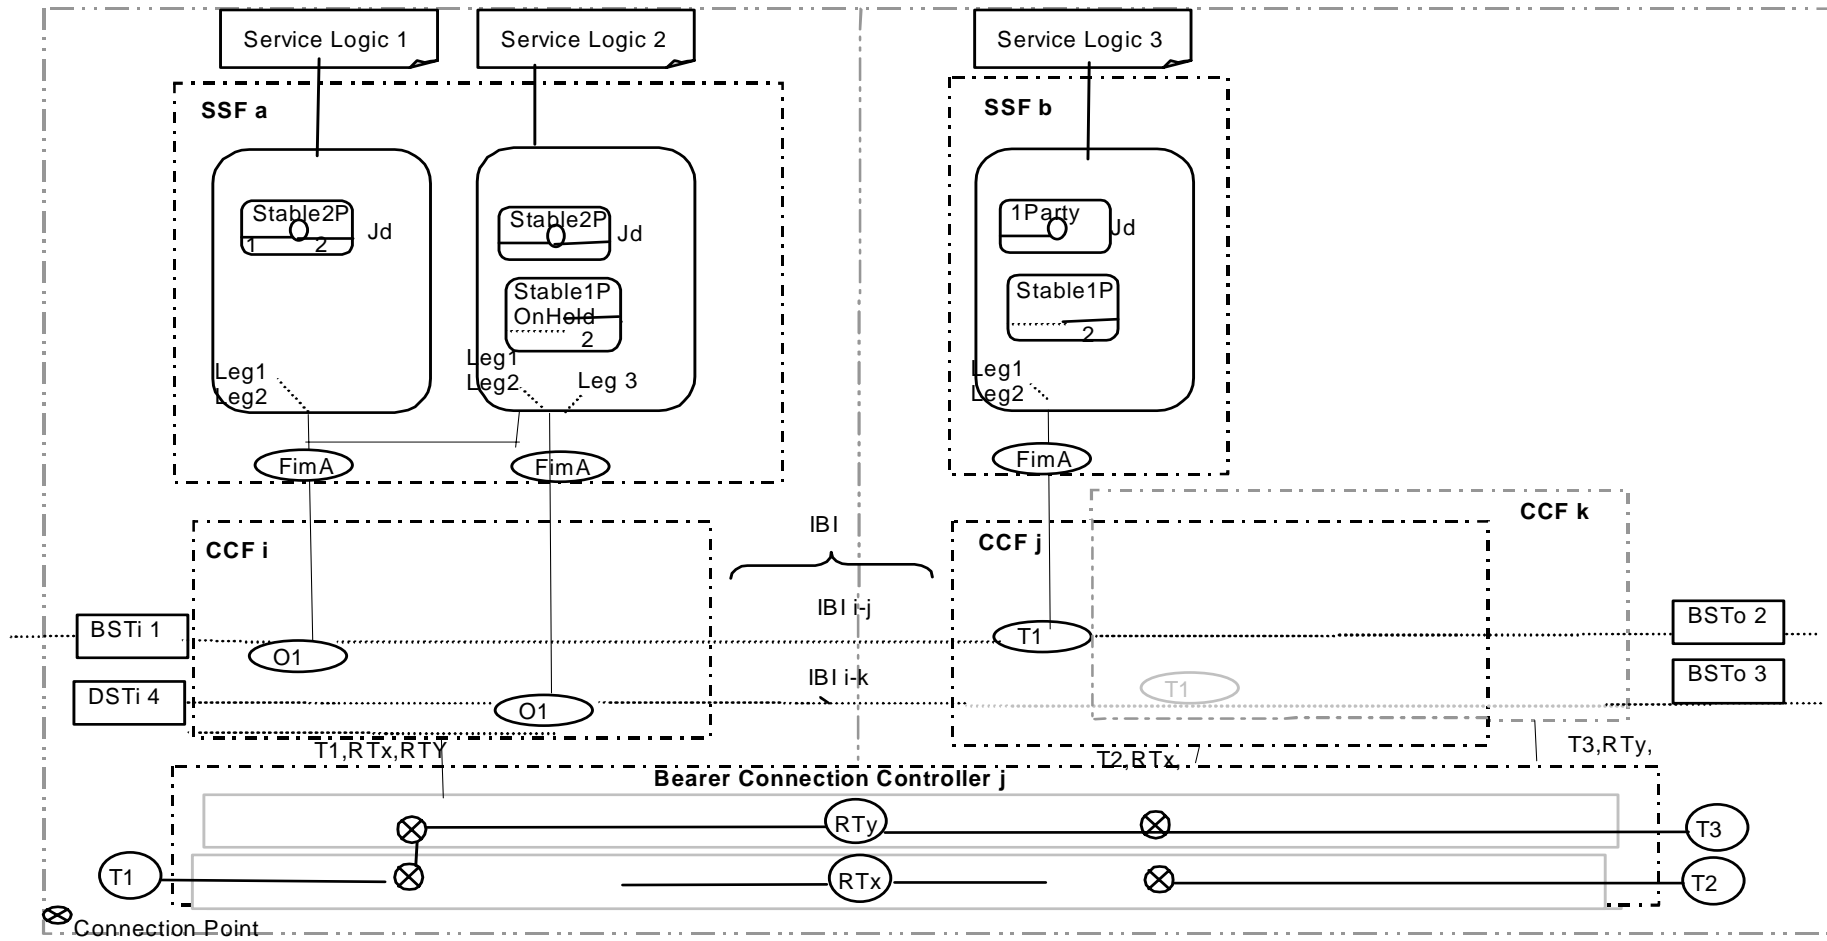 Service Logic 1
Service Logic 2
Service Logic 3
SSF a
SSF b
Stable2P
1 2
Jd
Stable2P
Jd
Stable1P
OnHold
2
1Party
Jd
Stable1P
2
Leg1
Leg2
Leg1
Leg2
Leg 3
Leg1
Leg2
FimA
FimA
FimA
CCF i
IBI
CCF j
CCF k
BSTi 1
O1
IBI i-j
T1
BSTo 2
DSTi 4
O1
IBI i-k
T1
BSTo 3
T1,RTx,RTY
T2,RTx,
T3,RTy,
Bearer Connection Controller j
RTy
T3
T1
RTx
T2
Connection Point